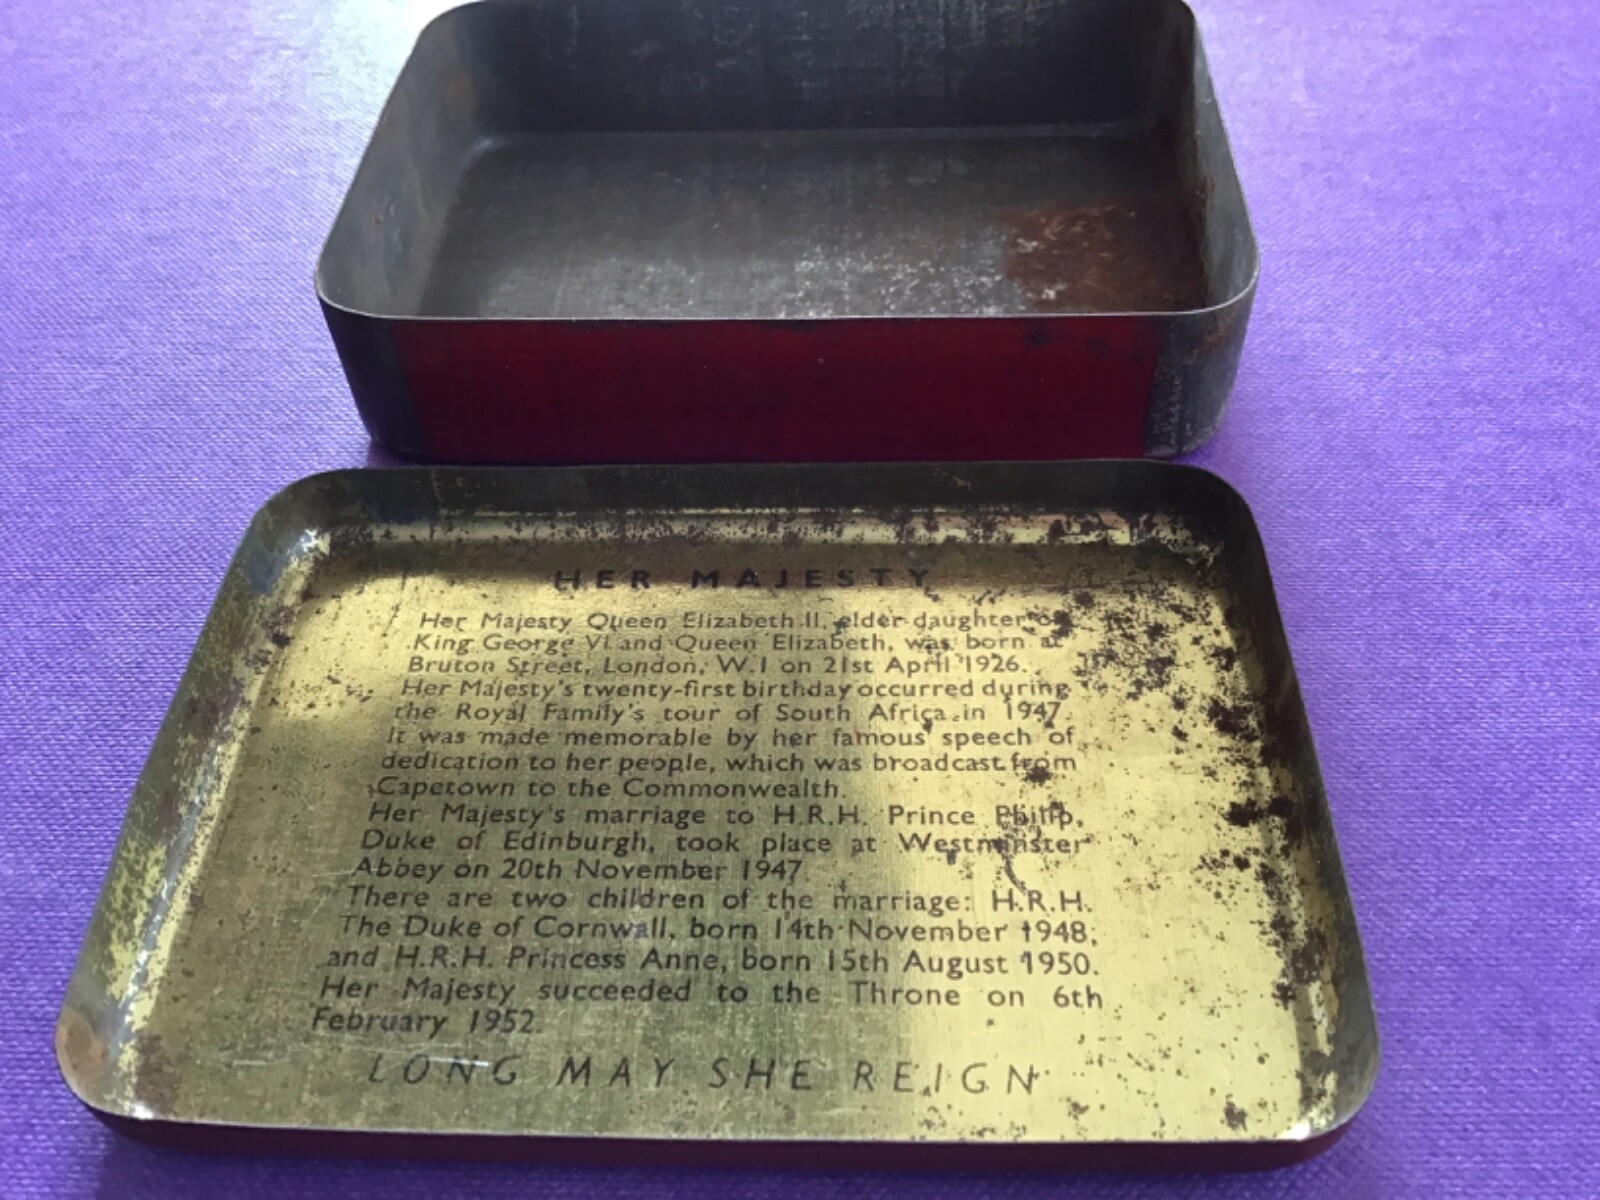 HER MAJESTY
Her Majesty Queen Elizabeth II, elder daughter of
King George VI and Queen Elizabeth, was born at
Bruton Street, London, W.1 on 21st April 1926.
Her Majesty's twenty-first birthday occurred during
the Royal Family's tour of South Africa in 1947.
It was made memorable by her famous speech of
dedication to her people, which was broadcast from
Capetown to the Commonwealth.
Her Majesty's marriage to H.R.H. Prince Philip,
Duke of Edinburgh, took place at Westminster
Abbey on 20th November 1947.
There are two children of the marriage: H.R.H.
The Duke of Cornwall, born 14th November 1948,
and H.R.H. Princess Anne, born 15th August 1950.
Her Majesty succeeded to the Throne on 6th
February 1952.
LONG MAY SHE REIGN